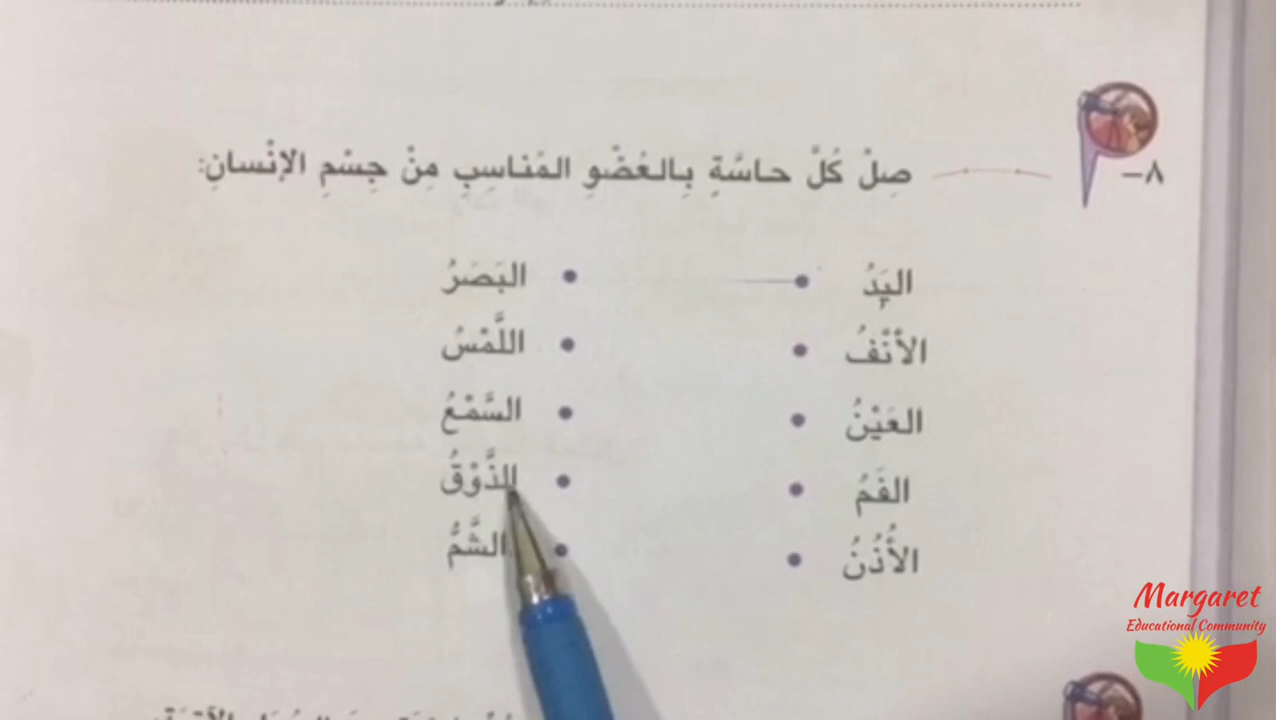 ٨- صِلْ كُلَّ حاسَّةٍ بِالعُضْوِ المُناسِبِ مِنْ جِسْمِ الإنْسانِ:
اليَدُ • • البَصَرُ
الأَنْفُ • • اللَّمْسُ
العَيْنُ • • السَّمْعُ
الفَمُ • • الذَّوْقُ
الأُذُنُ • • الشَّمُّ
Margaret
Educational Community